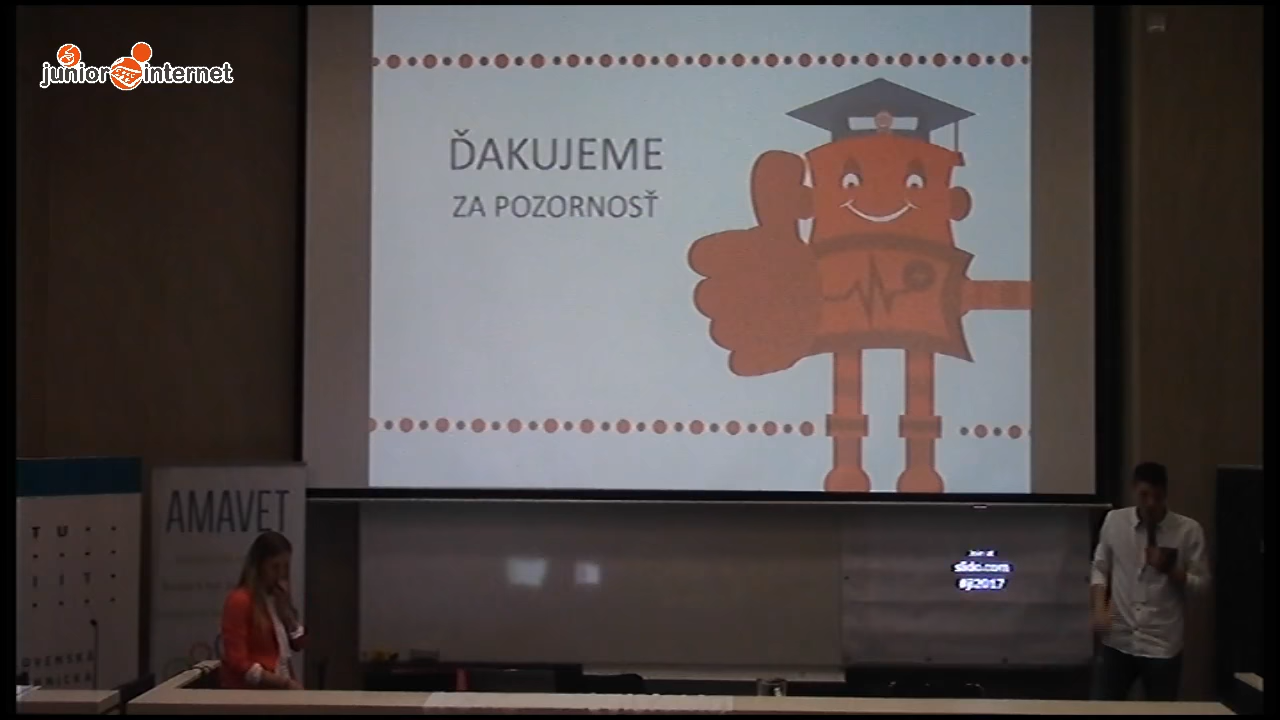 junior internet
ĎAKUJEME
ZA POZORNOSŤ
AMAVET
T U
I T
slido.com
#ji2017